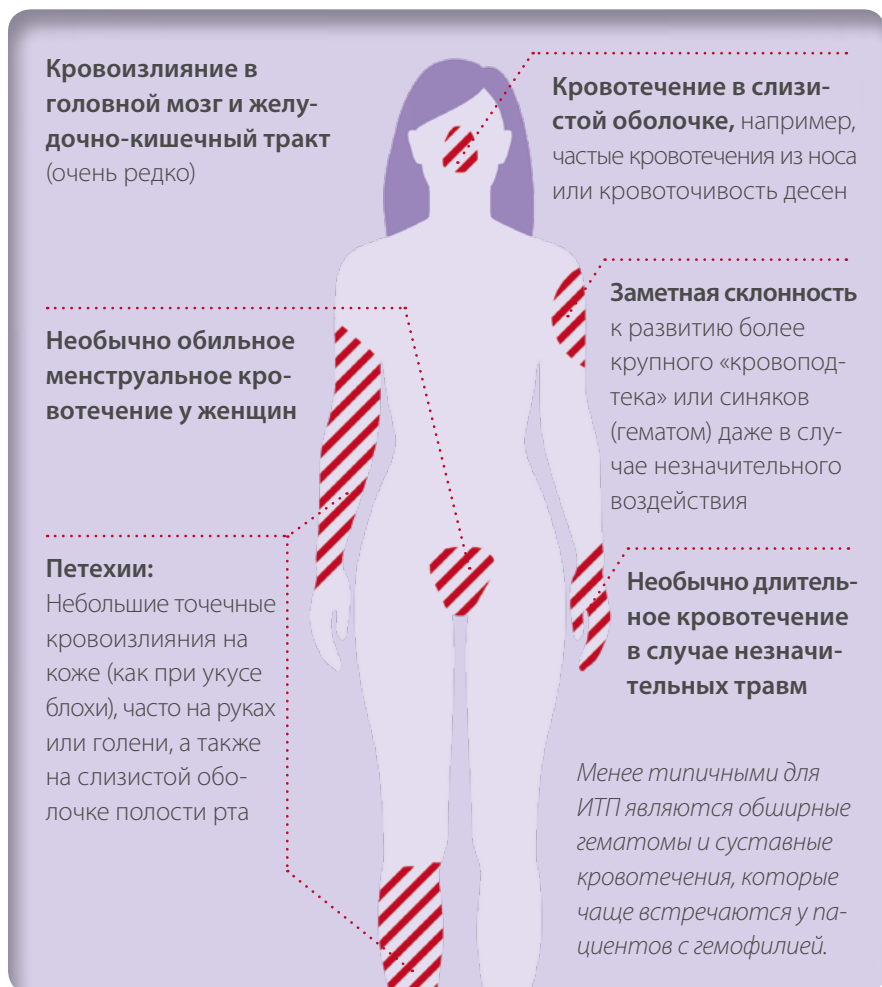 Кровоизлияние в
головной мозг и желу-
дочно-кишечный тракт
(очень редко)
Необычно обильное
менструальное кро-
вотечение у женщин
Петехии:
Небольшие точечные
кровоизлияния на
коже (как при укусе
блохи), часто на руках
или голени, а также
на слизистой обо-
лочке полости рта
Кровотечение в слизи-
стой оболочке, например,
частые кровотечения из носа
или кровоточивость десен
Заметная склонность
к развитию более
крупного «кровопод-
тека» или синяков
(гематом) даже в слу-
чае незначительного
воздействия
Необычно длитель-
ное кровотечение
в случае незначи-
тельных травм
Менее типичными для
ИТП являются обширные
гематомы и суставные
кровотечения, которые
чаще встречаются у па-
циентов с гемофилией.